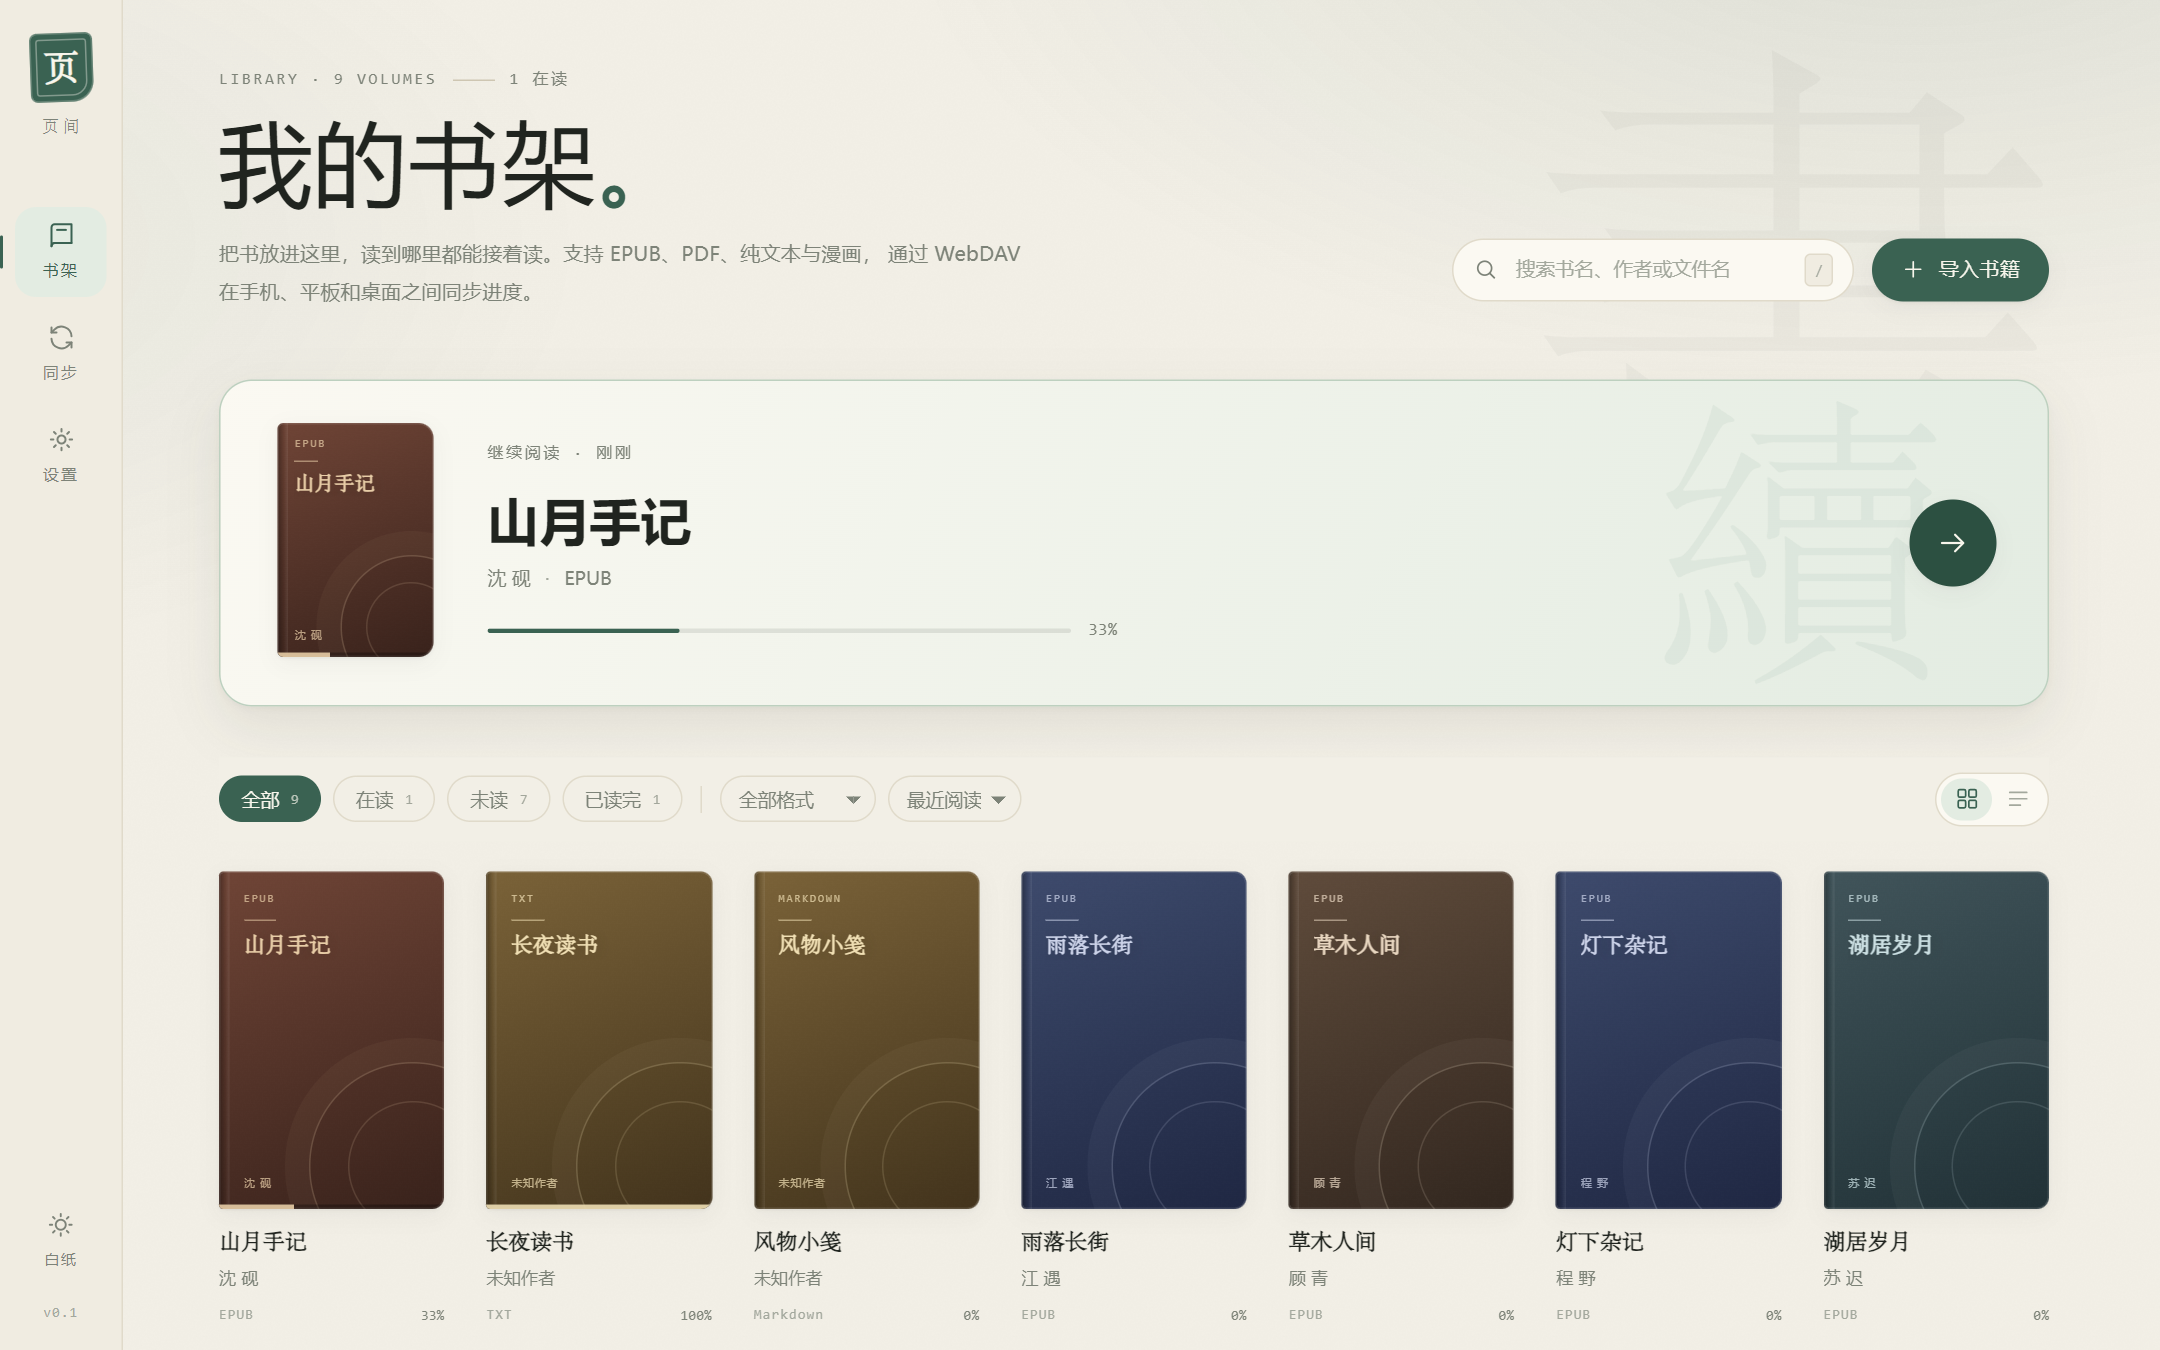 页
页间
书架
同步
设置
白纸
v0.1
LIBRARY · 9 VOLUMES —— 1 在读
我的书架。
把书放进这里，读到哪里都能接着读。支持 EPUB、PDF、纯文本与漫画， 通过 WebDAV
在手机、平板和桌面之间同步进度。
書
搜索书名、作者或文件名 /
+ 导入书籍
EPUB
山月手记
沈砚
继续阅读 · 刚刚
山月手记
沈砚 · EPUB
33%
續
全部 9 在读 1 未读 7 已读完 1 全部格式 最近阅读
EPUB
山月手记
沈砚
山月手记
沈砚
EPUB 33%
TXT
长夜读书
未知作者
长夜读书
未知作者
TXT 100%
MARKDOWN
风物小笺
未知作者
风物小笺
未知作者
Markdown 0%
EPUB
雨落长街
江遇
雨落长街
江遇
EPUB 0%
EPUB
草木人间
顾青
草木人间
顾青
EPUB 0%
EPUB
灯下杂记
程野
灯下杂记
程野
EPUB 0%
EPUB
湖居岁月
苏迟
湖居岁月
苏迟
EPUB 0%